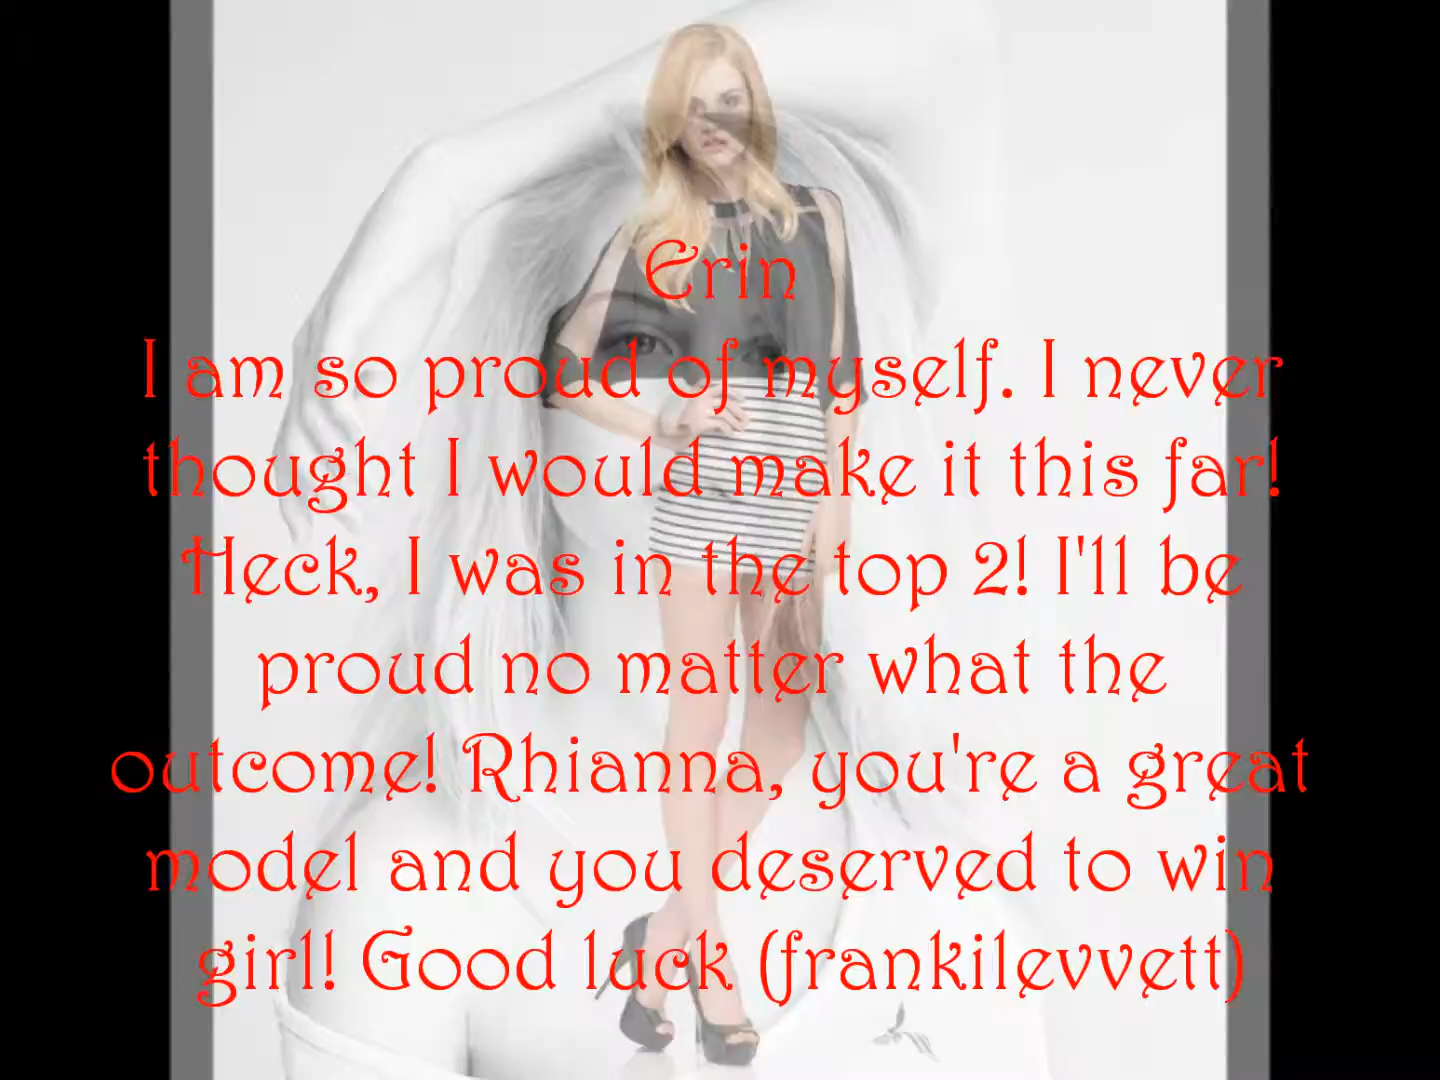 Erin
I am so proud of myself. I never
thought I would make it this far!
Heck, I was in the top 2! I'll be
proud no matter what the
outcome! Rhianna, you're a great
model and you deserved to win
girl! Good luck (frankilevvett)